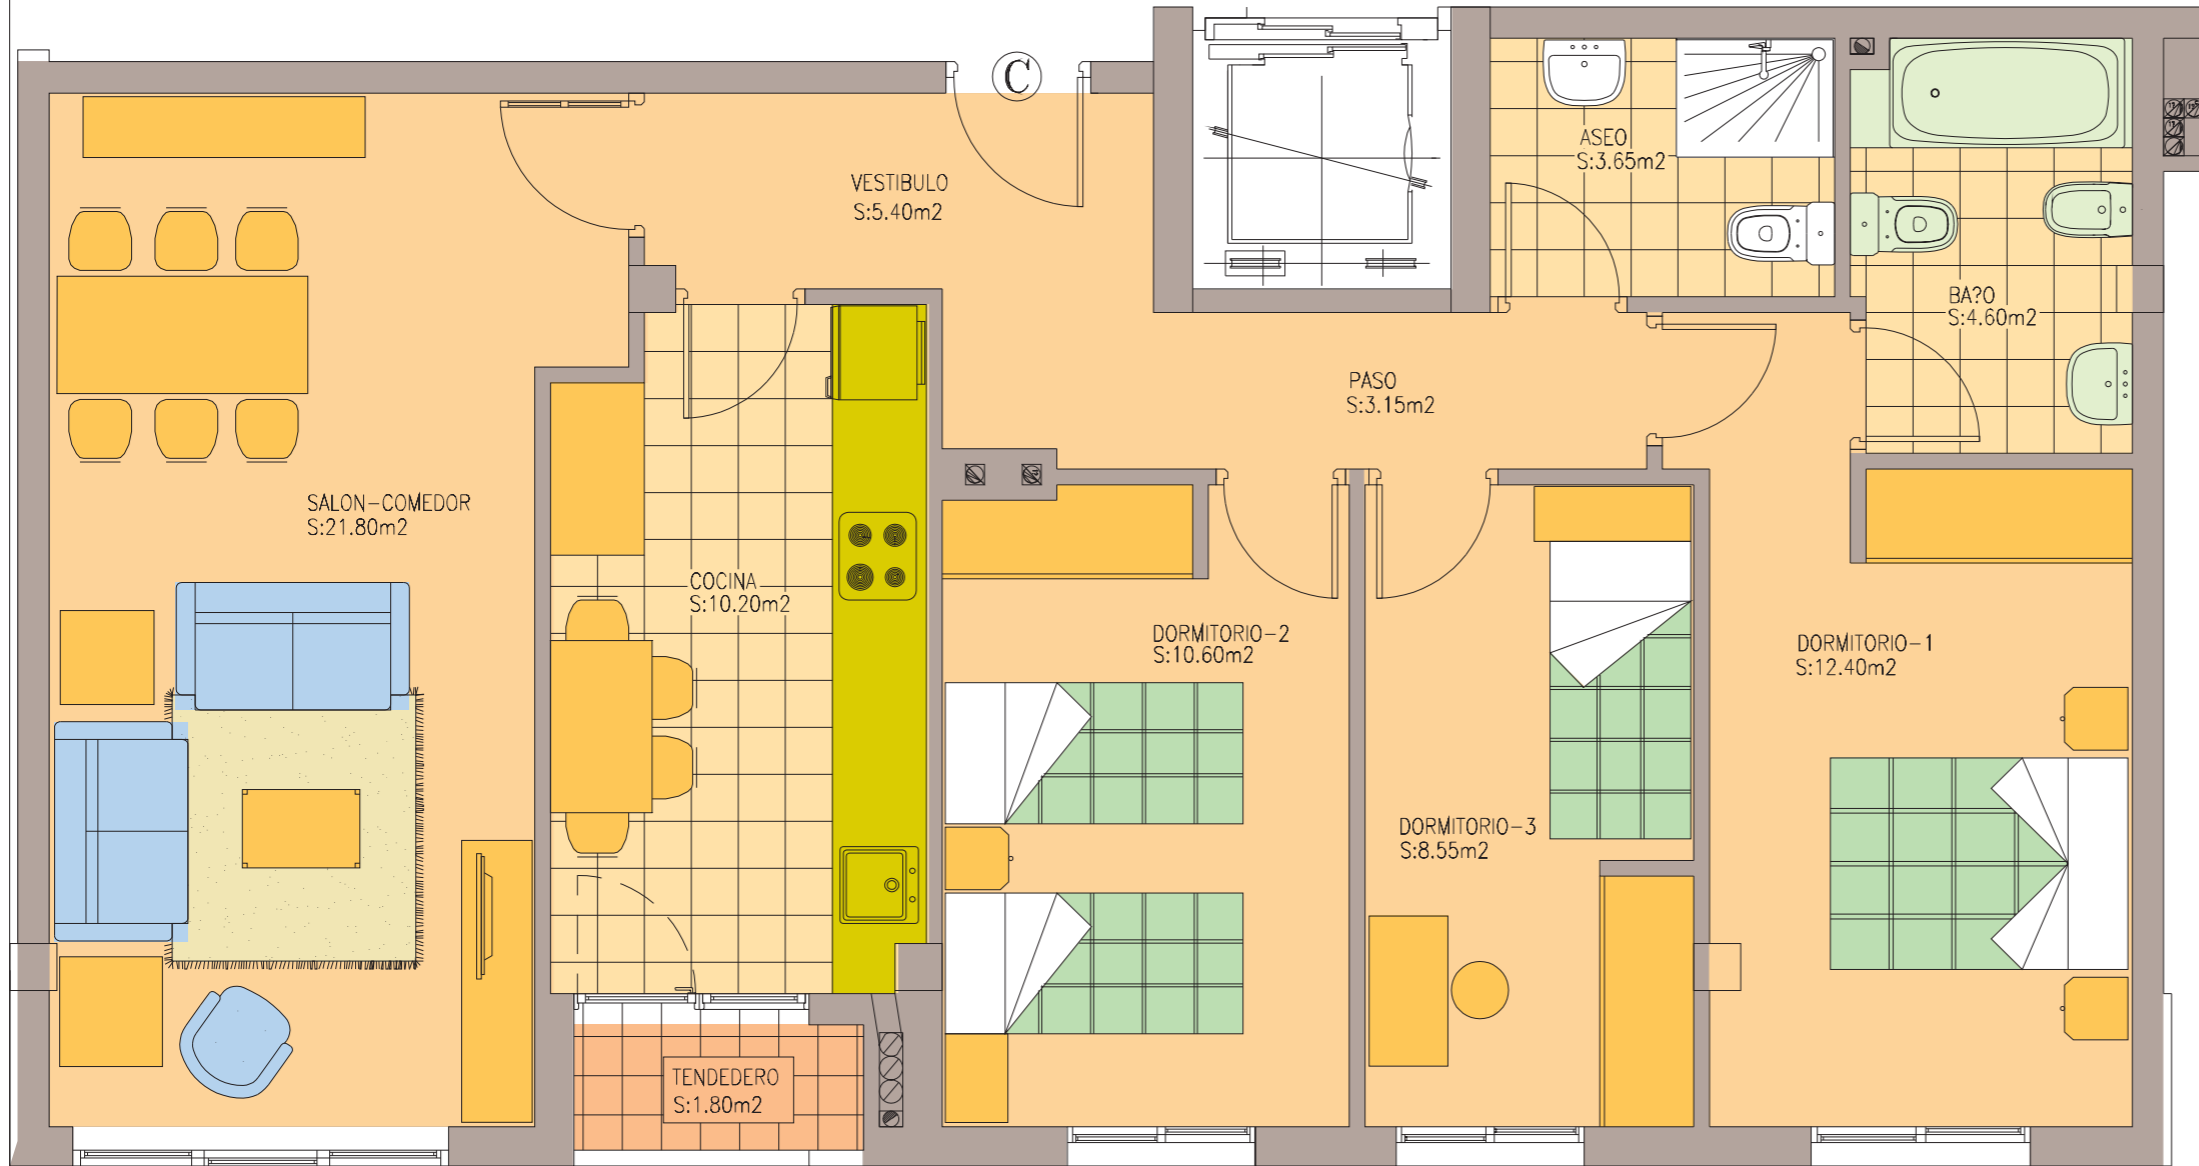 C
ASEO
S:3.65m2
VESTIBULO
S:5.40m2
BA?O
S:4.60m2
PASO
S:3.15m2
SALON-COMEDOR
S:21.80m2
COCINA
S:10.20m2
DORMITORIO-2
S:10.60m2
DORMITORIO-1
S:12.40m2
DORMITORIO-3
S:8.55m2
TENDEDERO
S:1.80m2